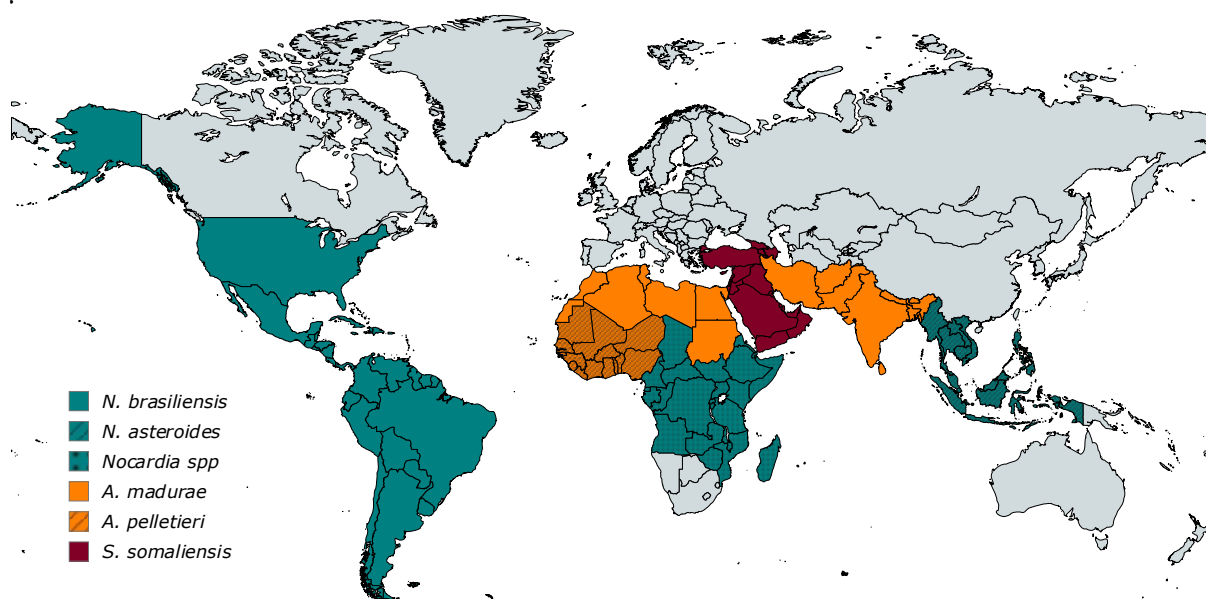 N. brasiliensis
N. asteroides
Nocardia spp
A. madurae
A. pelletieri
S. somaliensis